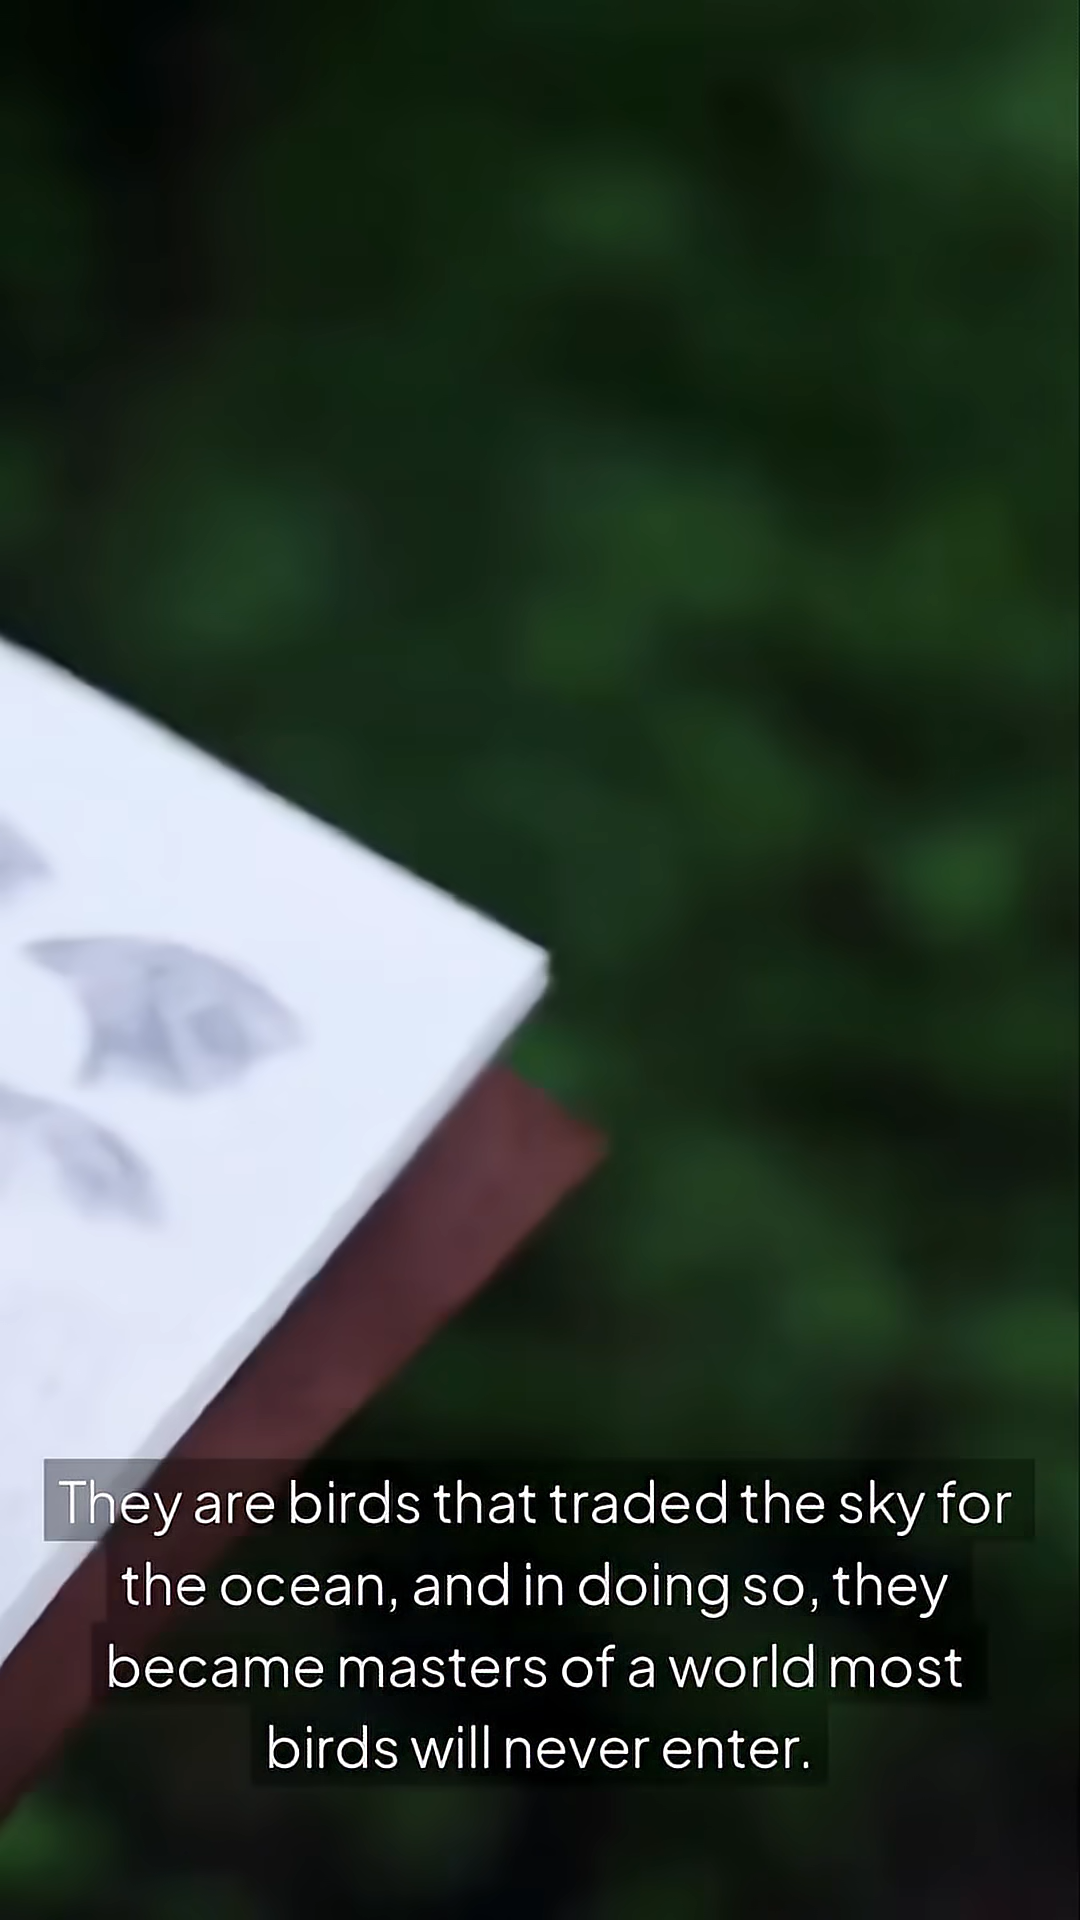 They are birds that traded the sky for
the ocean, and in doing so, they
became masters of a world most
birds will never enter.